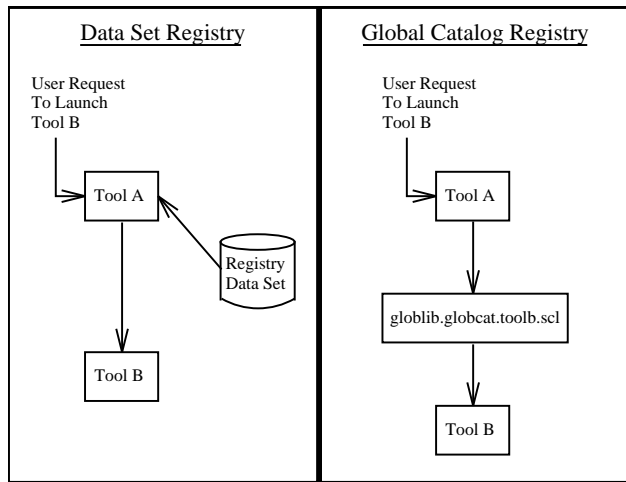 Data Set Registry
User Request
To Launch
Tool B
Tool A
Registry
Data Set
Tool B
Global Catalog Registry
User Request
To Launch
Tool B
Tool A
globlib.globcat.toolb.scl
Tool B